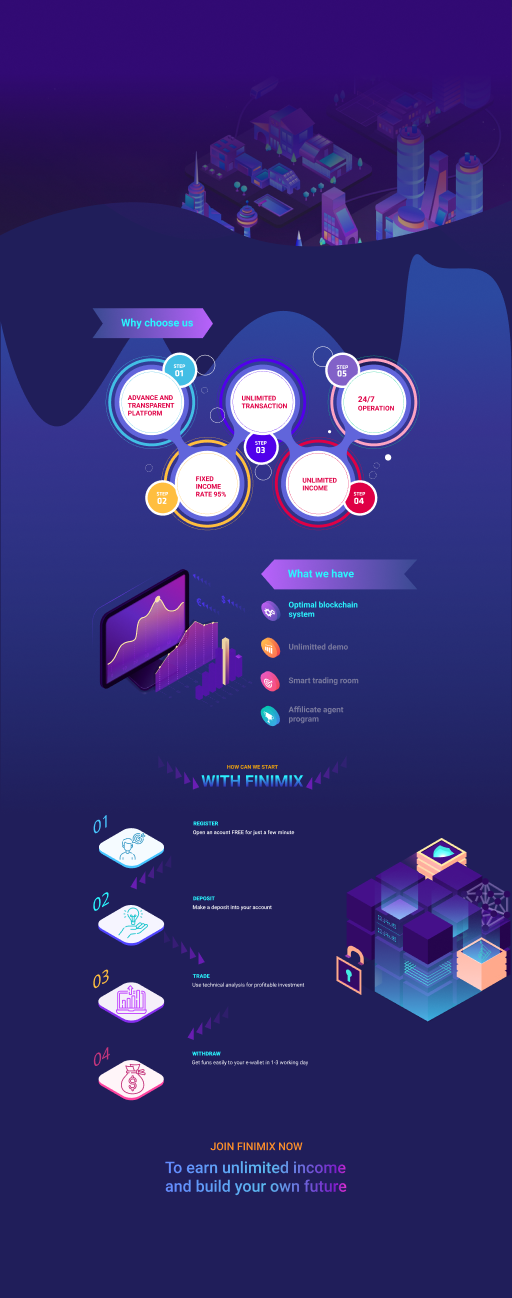 Why choose us
STEP
01
ADVANCE AND
TRANSPARENT
PLATFORM
STEP
02
FIXED
INCOME
RATE 95%
UNLIMITED
TRANSACTION
STEP
03
UNLIMITED
INCOME
STEP
04
STEP
05
24/7
OPERATION
What we have
Optimal blockchain
system
Unlimitted demo
Smart trading room
Affilicate agent
program
HOW CAN WE START
WITH FINIMIX
01
REGISTER
Open an acount FREE for just a few minute
02
DEPOSIT
Make a deposit into your account
03
TRADE
Use technical analysis for profitable investment
04
WITHDRAW
Get funs easily to your e-wallet in 1-3 working day
JOIN FINIMIX NOW
To earn unlimited income
and build your own future